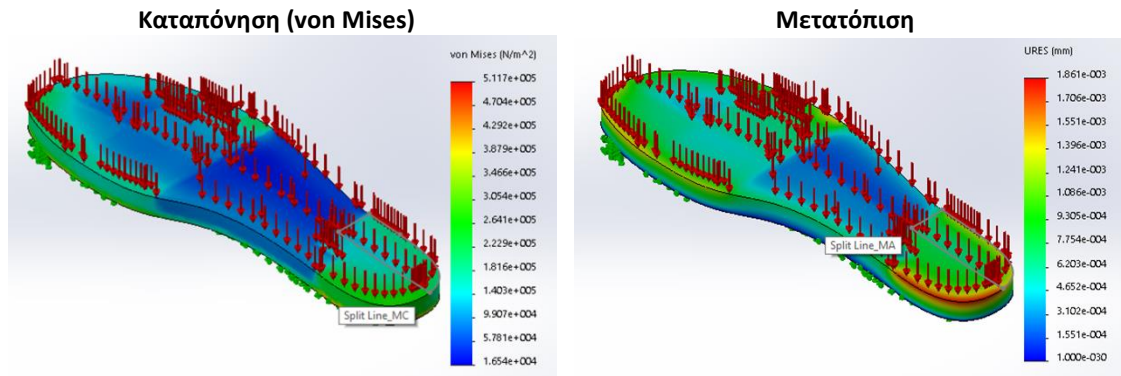 Καταπόνηση (von Mises)
von Mises (N/m^2)
5.117e+005
4.704e+005
4.292e+005
3.879e+005
3.466e+005
3.054e+005
2.641e+005
2.229e+005
1.816e+005
1.403e+005
9.907e+004
5.781e+004
1.654e+004
Split Line_MC
Μετατόπιση
URES (mm)
1.861e-003
1.706e-003
1.551e-003
1.396e-003
1.241e-003
1.086e-003
9.305e-004
7.754e-004
6.203e-004
4.652e-004
3.102e-004
1.551e-004
1.000e-030
Split Line_MA